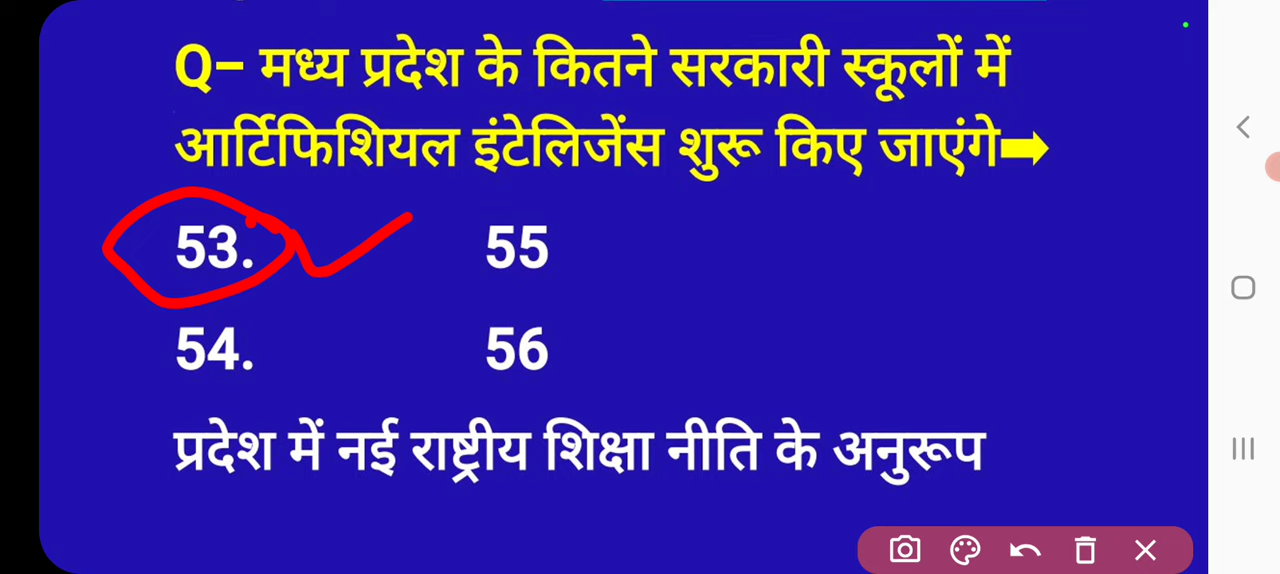 Q– मध्य प्रदेश के कितने सरकारी स्कूलों में
आर्टिफिशियल इंटेलिजेंस शुरू किए जाएंगे➡
53. 55
54. 56
प्रदेश में नई राष्ट्रीय शिक्षा नीति के अनुरूप